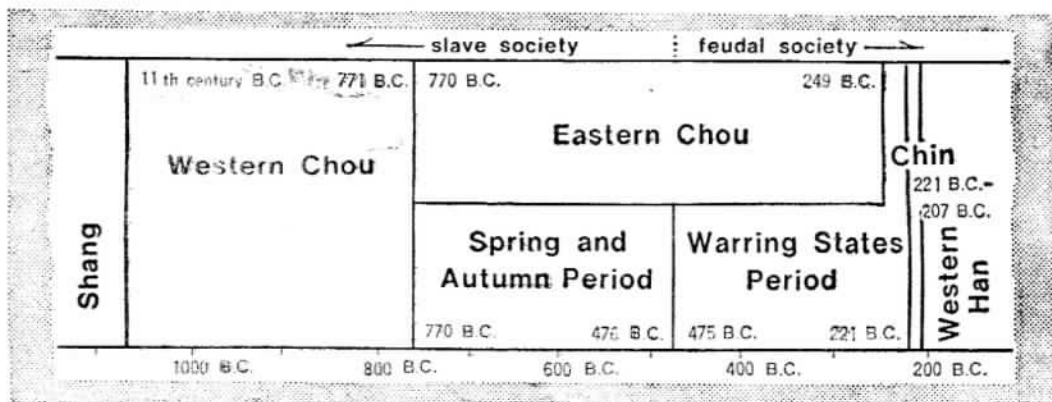 slave society feudal society
11th century B.C. 771 B.C. 770 B.C. 249 B.C.
Eastern Chou
Western Chou
Chin
221 B.C.-
207 B.C.
Shang
Spring and
Autumn Period
Warring States
Period
Western
Han
770 B.C. 476 B.C. 475 B.C. 221 B.C.
1000 B.C. 800 B.C. 600 B.C. 400 B.C. 200 B.C.